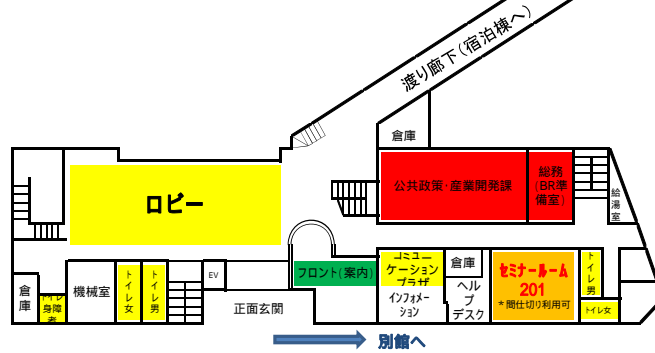 渡り廊下(宿泊棟へ)
倉庫
ロビー
公共政策・産業開発課
総務
(BR準
備室)
給湯室
倉庫
トイレ
身障
者
機械室
トイレ女
トイレ男
EV
正面玄関
フロント(案内)
コミュニ
ケーション
プラザ
インフォメー
ション
倉庫
ヘル
プ
デスク
セミナールーム
201
*間仕切り利用可
トイレ男
トイレ女
別館へ